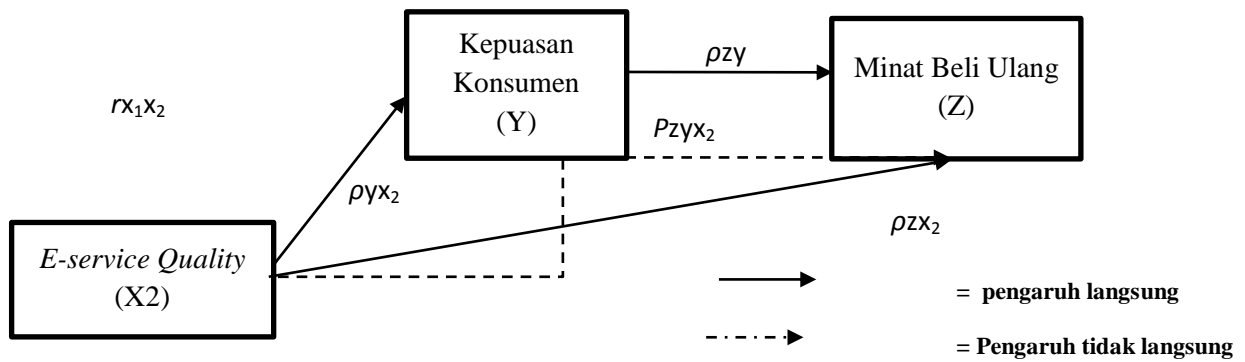 Kepuasan
Konsumen
(Y)
ρzy
Minat Beli Ulang
(Z)
rx₁x₂
Pzyx₂
ρyx₂
ρzx₂
E-service Quality
(X2)
= pengaruh langsung
= Pengaruh tidak langsung